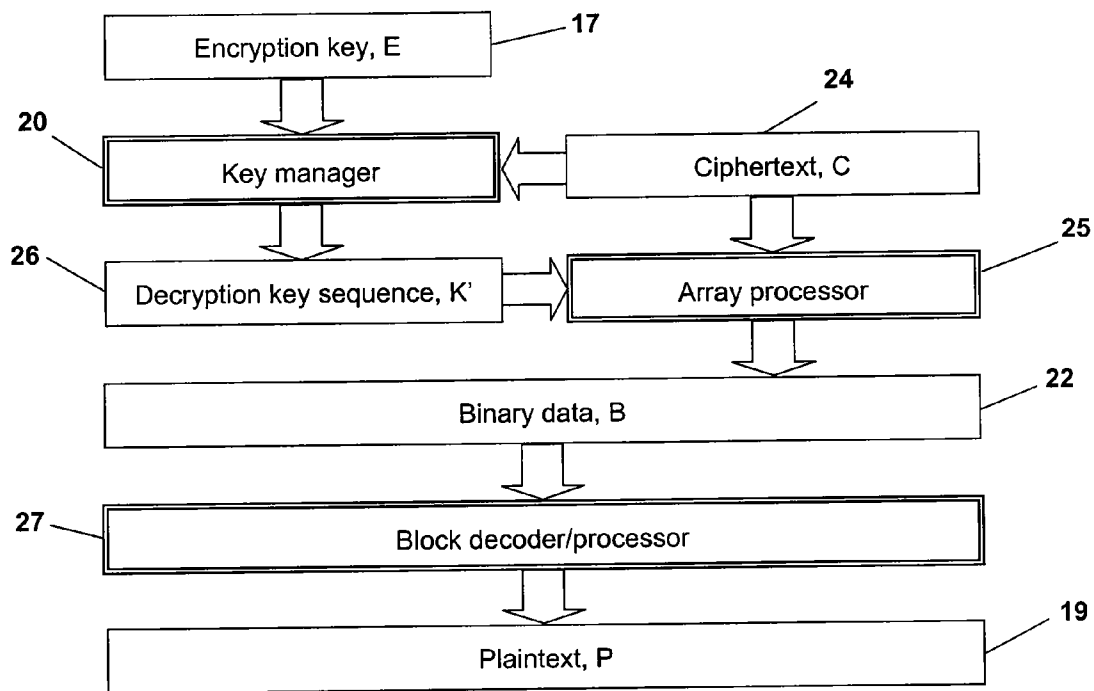 17
Encryption key, E
24
20
Key manager
Ciphertext, C
25
26
Decryption key sequence, K'
Array processor
22
Binary data, B
27
Block decoder/processor
19
Plaintext, P